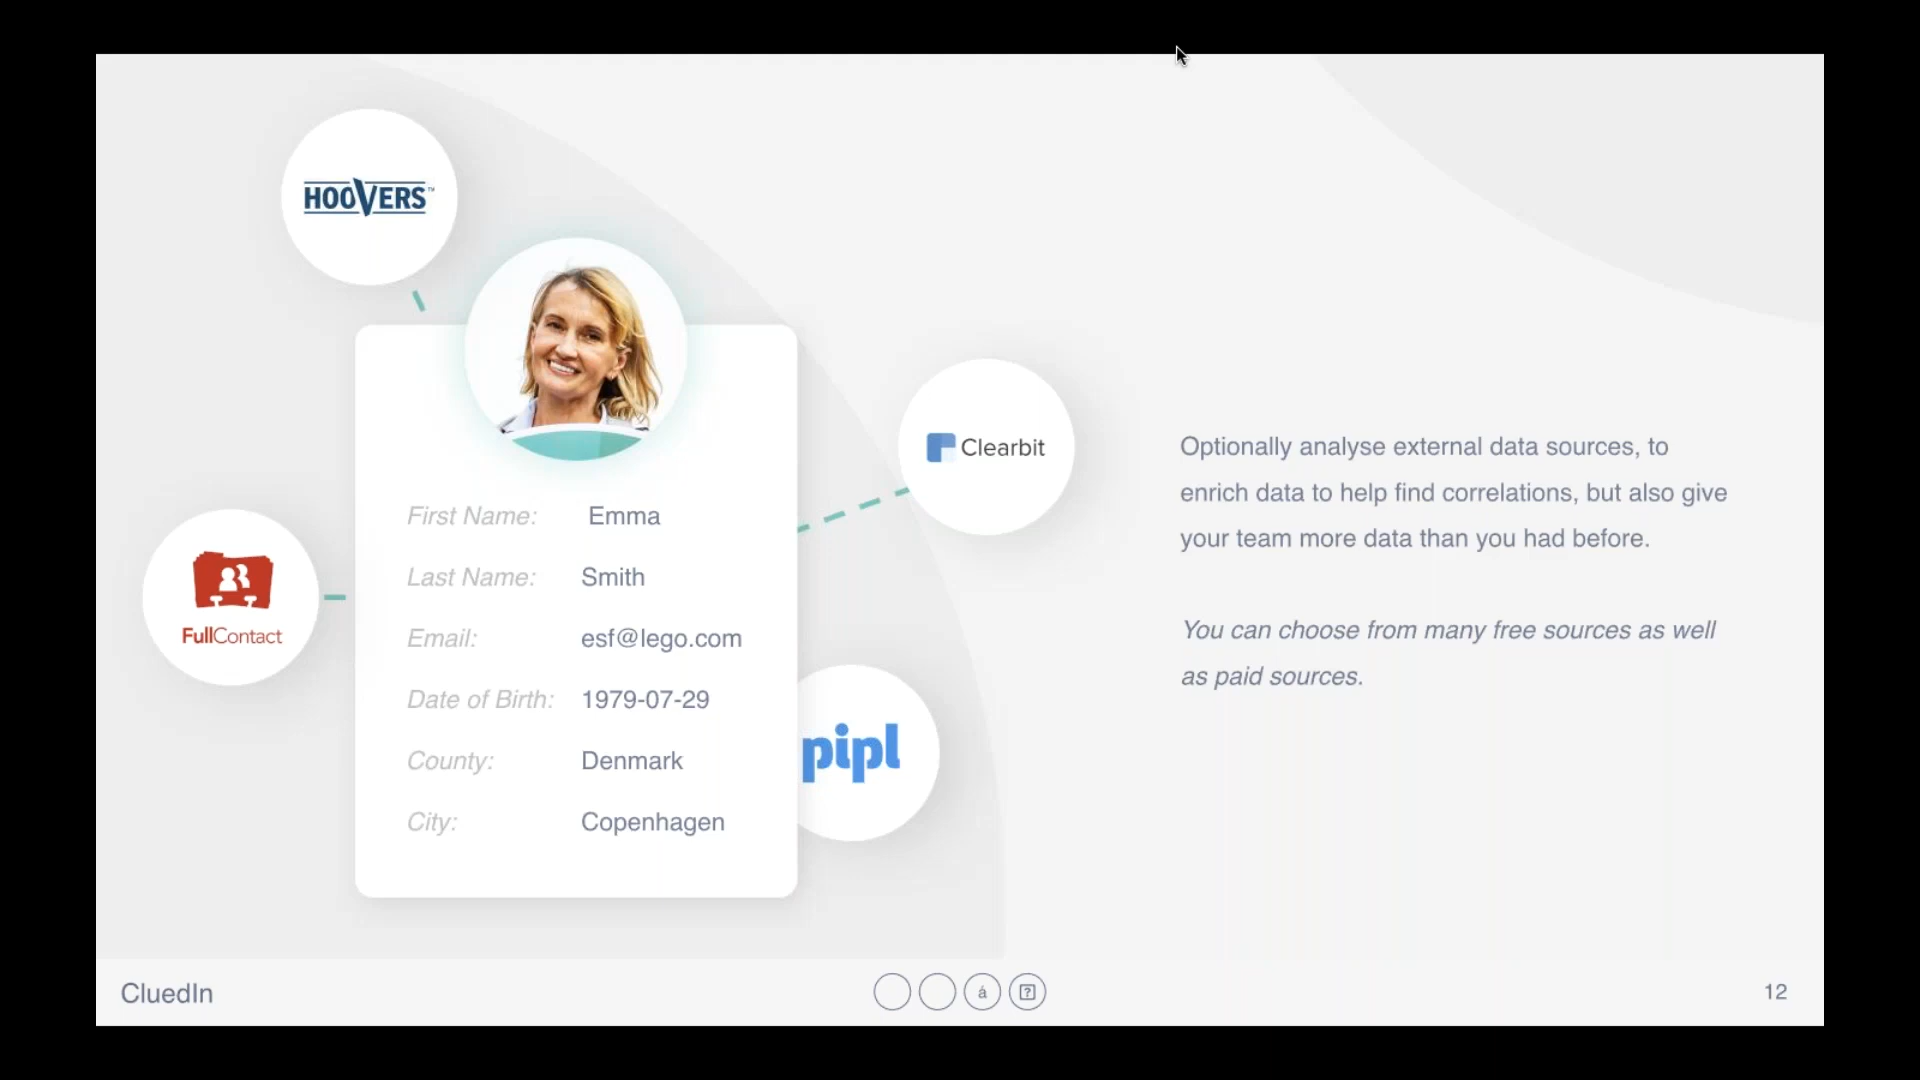 HOOVERS™
Clearbit
FullContact
pipl
First Name: Emma
Last Name: Smith
Email: esf@lego.com
Date of Birth: 1979-07-29
County: Denmark
City: Copenhagen
Optionally analyse external data sources, to
enrich data to help find correlations, but also give
your team more data than you had before.
You can choose from many free sources as well
as paid sources.
CluedIn
á
?
12